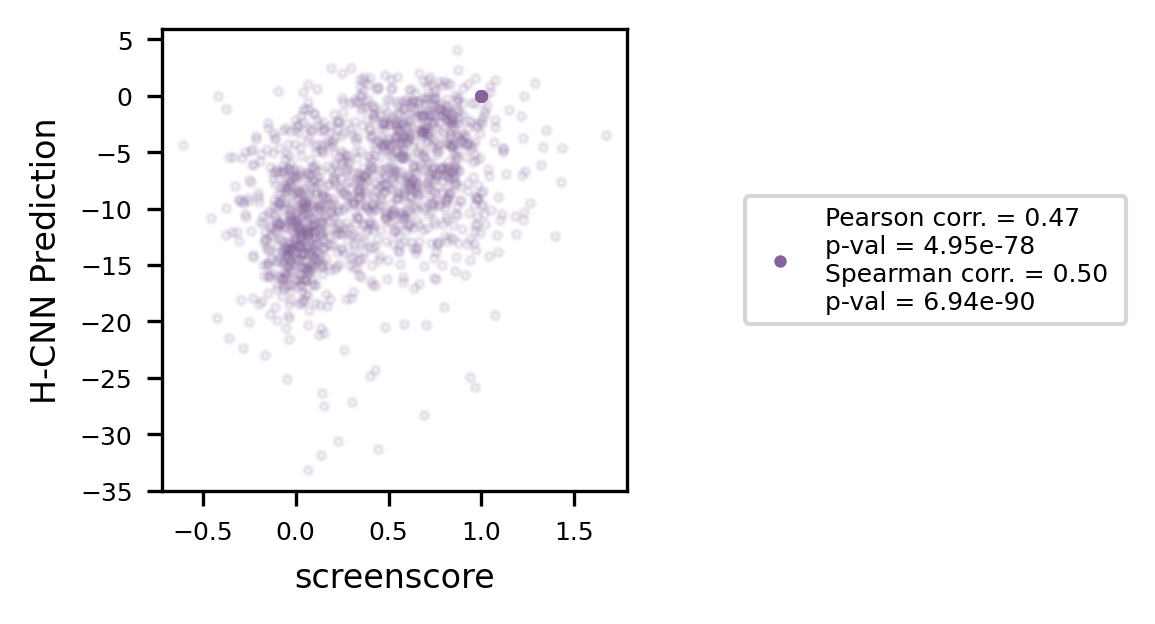 5
0
−5
−10
−15
−20
−25
−30
−35
H-CNN Prediction
−0.5 0.0 0.5 1.0 1.5
screenscore
Pearson corr. = 0.47
p-val = 4.95e-78
Spearman corr. = 0.50
p-val = 6.94e-90